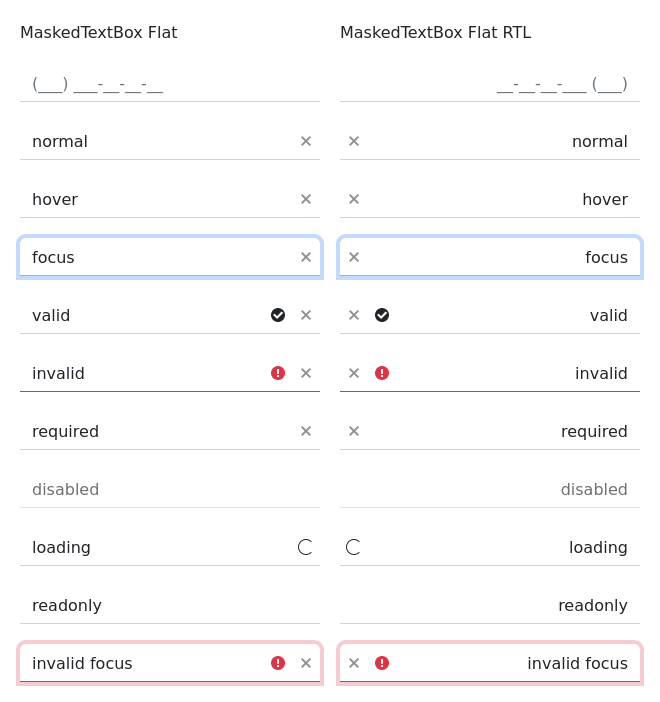 MaskedTextBox Flat
(___) ___-__-__-__
normal
hover
focus
valid
invalid
required
disabled
loading
readonly
invalid focus
MaskedTextBox Flat RTL
__-__-__-___ (___)
normal
hover
focus
valid
invalid
required
disabled
loading
readonly
invalid focus